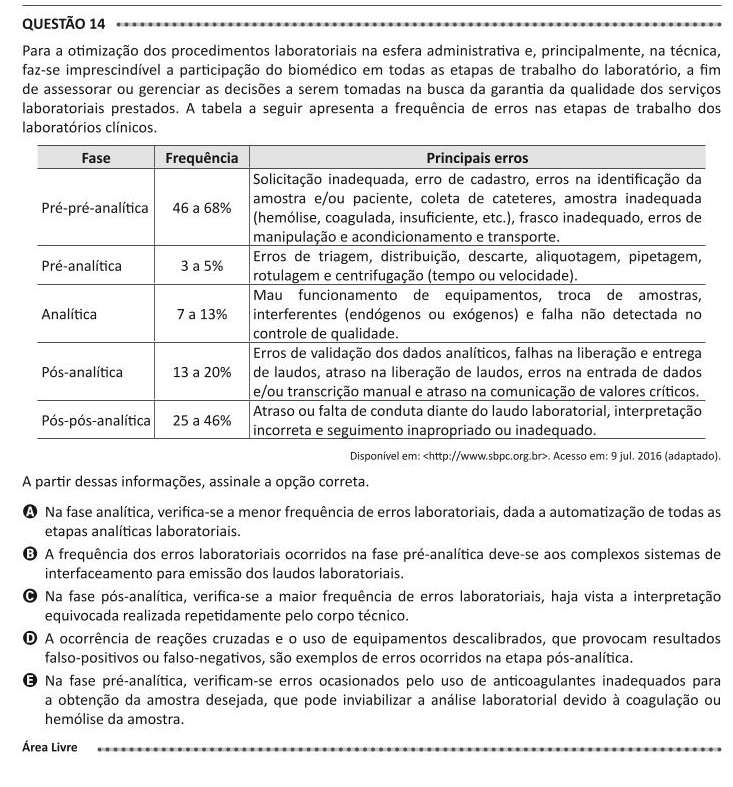 QUESTÃO 14
Para a otimização dos procedimentos laboratoriais na esfera administrativa e, principalmente, na técnica,
faz-se imprescindível a participação do biomédico em todas as etapas de trabalho do laboratório, a fim
de assessorar ou gerenciar as decisões a serem tomadas na busca da garantia da qualidade dos serviços
laboratoriais prestados. A tabela a seguir apresenta a frequência de erros nas etapas de trabalho dos
laboratórios clínicos.
Fase Frequência Principais erros
Solicitação inadequada, erro de cadastro, erros na identificação da
amostra e/ou paciente, coleta de cateteres, amostra inadequada
Pré-pré-analítica 46 a 68%
(hemólise, coagulada, insuficiente, etc.), frasco inadequado, erros de
manipulação e acondicionamento e transporte.
Pré-analítica 3 a 5%
Erros de triagem, distribuição, descarte, aliquotagem, pipetagem,
rotulagem e centrifugação (tempo ou velocidade).
Mau funcionamento de equipamentos, troca de amostras,
Analítica 7 a 13% interferentes (endógenos ou exógenos) e falha não detectada no
controle de qualidade.
Erros de validação dos dados analíticos, falhas na liberação e entrega
Pós-analítica 13 a 20% de laudos, atraso na liberação de laudos, erros na entrada de dados
e/ou transcrição manual e atraso na comunicação de valores críticos.
Pós-pós-analítica 25 a 46%
Atraso ou falta de conduta diante do laudo laboratorial, interpretação
incorreta e seguimento inapropriado ou inadequado.
Disponível em: <http://www.sbpc.org.br>. Acesso em: 9 jul. 2016 (adaptado).
A partir dessas informações, assinale a opção correta.
A Na fase analítica, verifica-se a menor frequência de erros laboratoriais, dada a automatização de todas as
etapas analíticas laboratoriais.
B A frequência dos erros laboratoriais ocorridos na fase pré-analítica deve-se aos complexos sistemas de
interfaceamento para emissão dos laudos laboratoriais.
C Na fase pós-analítica, verifica-se a maior frequência de erros laboratoriais, haja vista a interpretação
equivocada realizada repetidamente pelo corpo técnico.
D A ocorrência de reações cruzadas e o uso de equipamentos descalibrados, que provocam resultados
falso-positivos ou falso-negativos, são exemplos de erros ocorridos na etapa pós-analítica.
E Na fase pré-analítica, verificam-se erros ocasionados pelo uso de anticoagulantes inadequados para
a obtenção da amostra desejada, que pode inviabilizar a análise laboratorial devido à coagulação ou
hemólise da amostra.
Área Livre